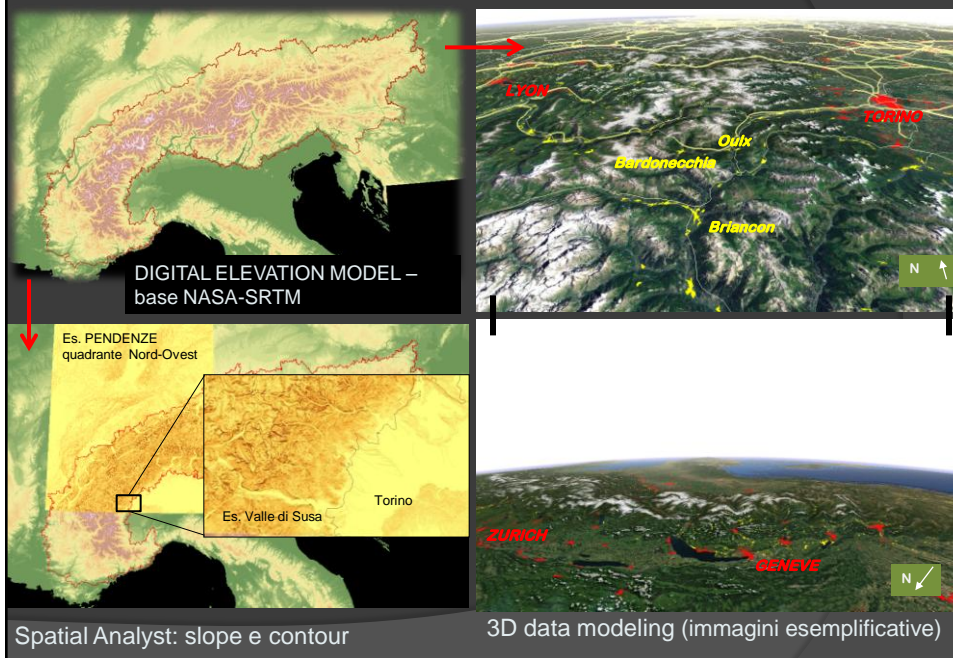 LYON
TORINO
Oulx
Bardonecchia
Briancon
N
DIGITAL ELEVATION MODEL –
base NASA-SRTM
Es. PENDENZE
quadrante Nord-Ovest
Torino
Es. Valle di Susa
ZURICH
GENEVE
N
Spatial Analyst: slope e contour
3D data modeling (immagini esemplificative)